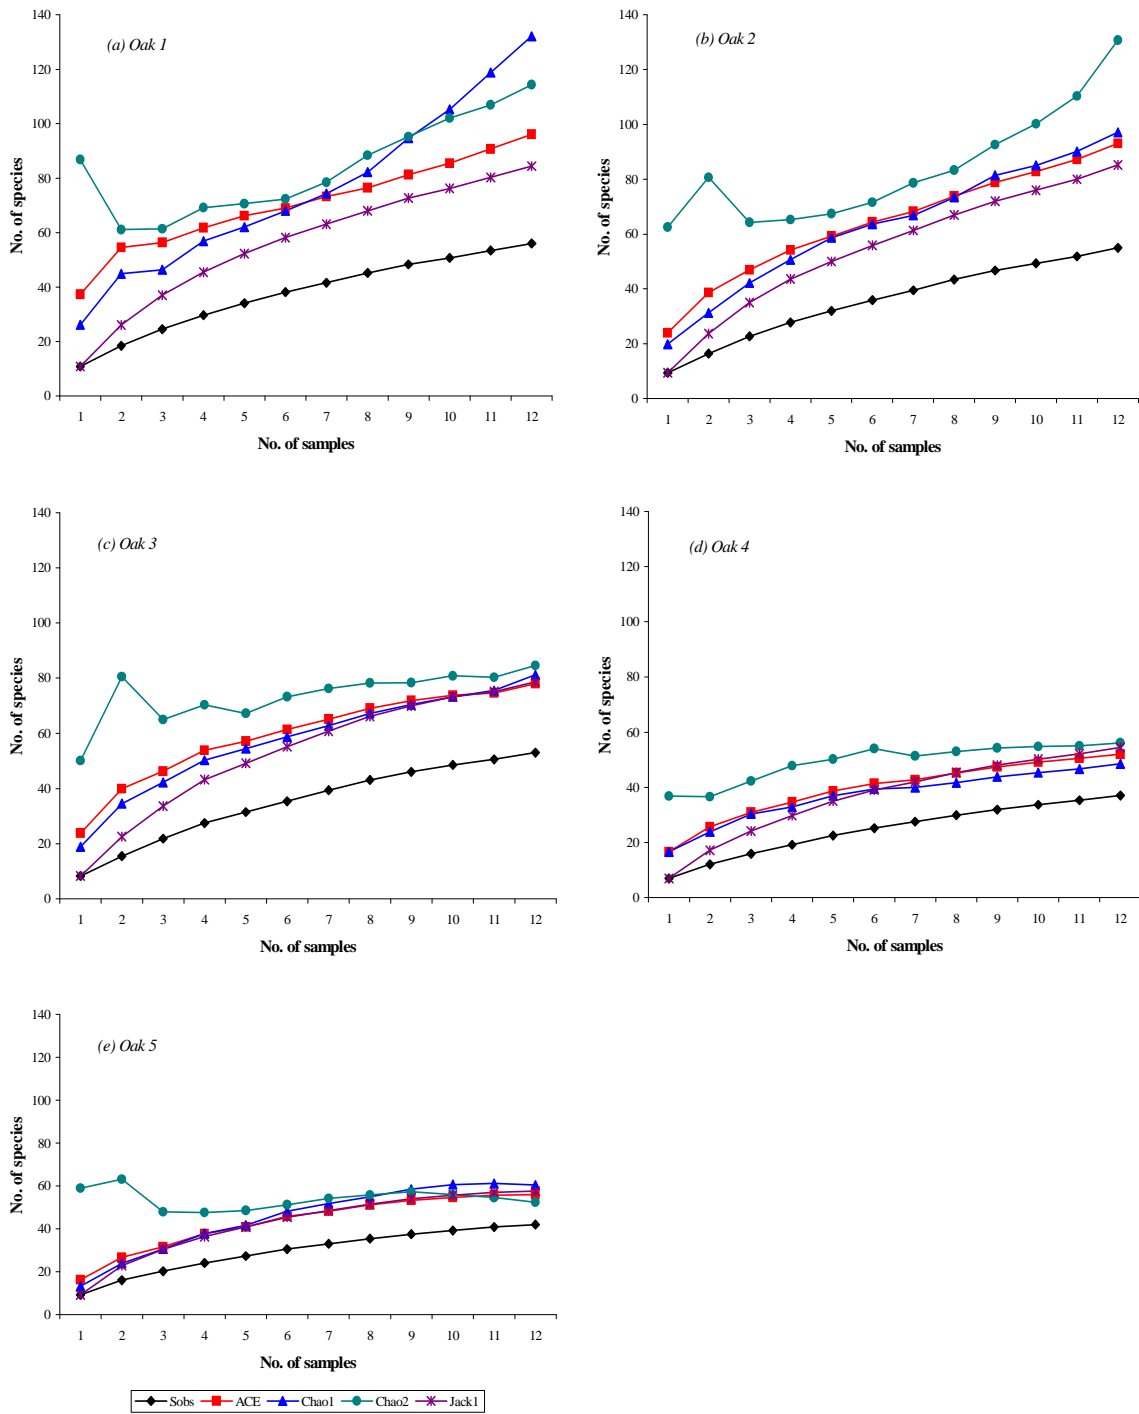 (a) Oak 1
No. of species
140
120
100
80
60
40
20
0
1 2 3 4 5 6 7 8 9 10 11 12
No. of samples
(b) Oak 2
No. of species
140
120
100
80
60
40
20
0
1 2 3 4 5 6 7 8 9 10 11 12
No. of samples
(c) Oak 3
No. of species
140
120
100
80
60
40
20
0
1 2 3 4 5 6 7 8 9 10 11 12
No. of samples
(d) Oak 4
No. of species
140
120
100
80
60
40
20
0
1 2 3 4 5 6 7 8 9 10 11 12
No. of samples
(e) Oak 5
No. of species
140
120
100
80
60
40
20
0
1 2 3 4 5 6 7 8 9 10 11 12
No. of samples
Sobs ACE Chao1 Chao2 Jack1